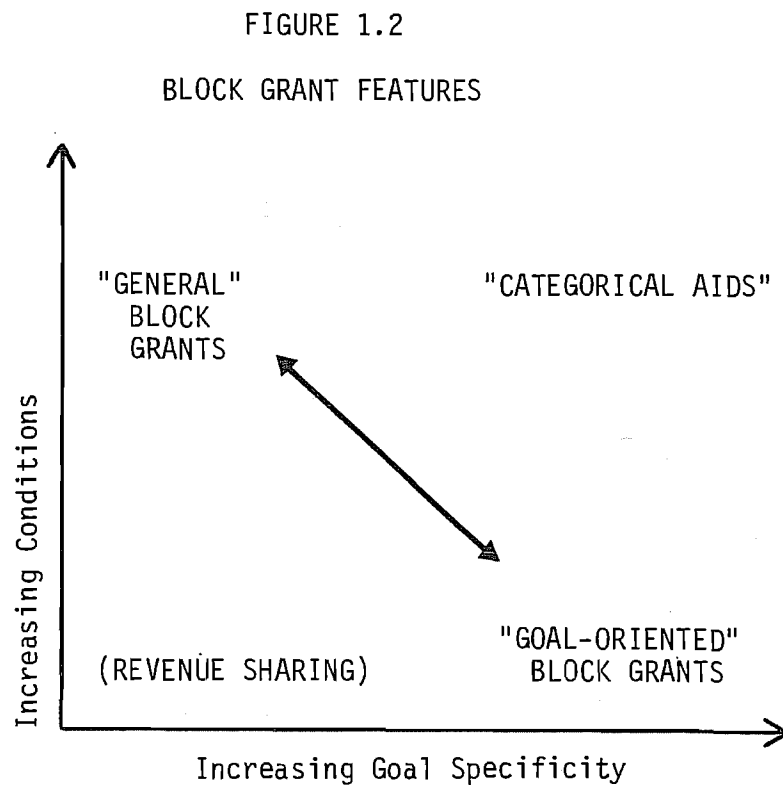 FIGURE 1.2
BLOCK GRANT FEATURES
"GENERAL"
BLOCK
GRANTS
"CATEGORICAL AIDS"
Increasing Conditions
(REVENUE SHARING)
"GOAL-ORIENTED"
BLOCK GRANTS
Increasing Goal Specificity